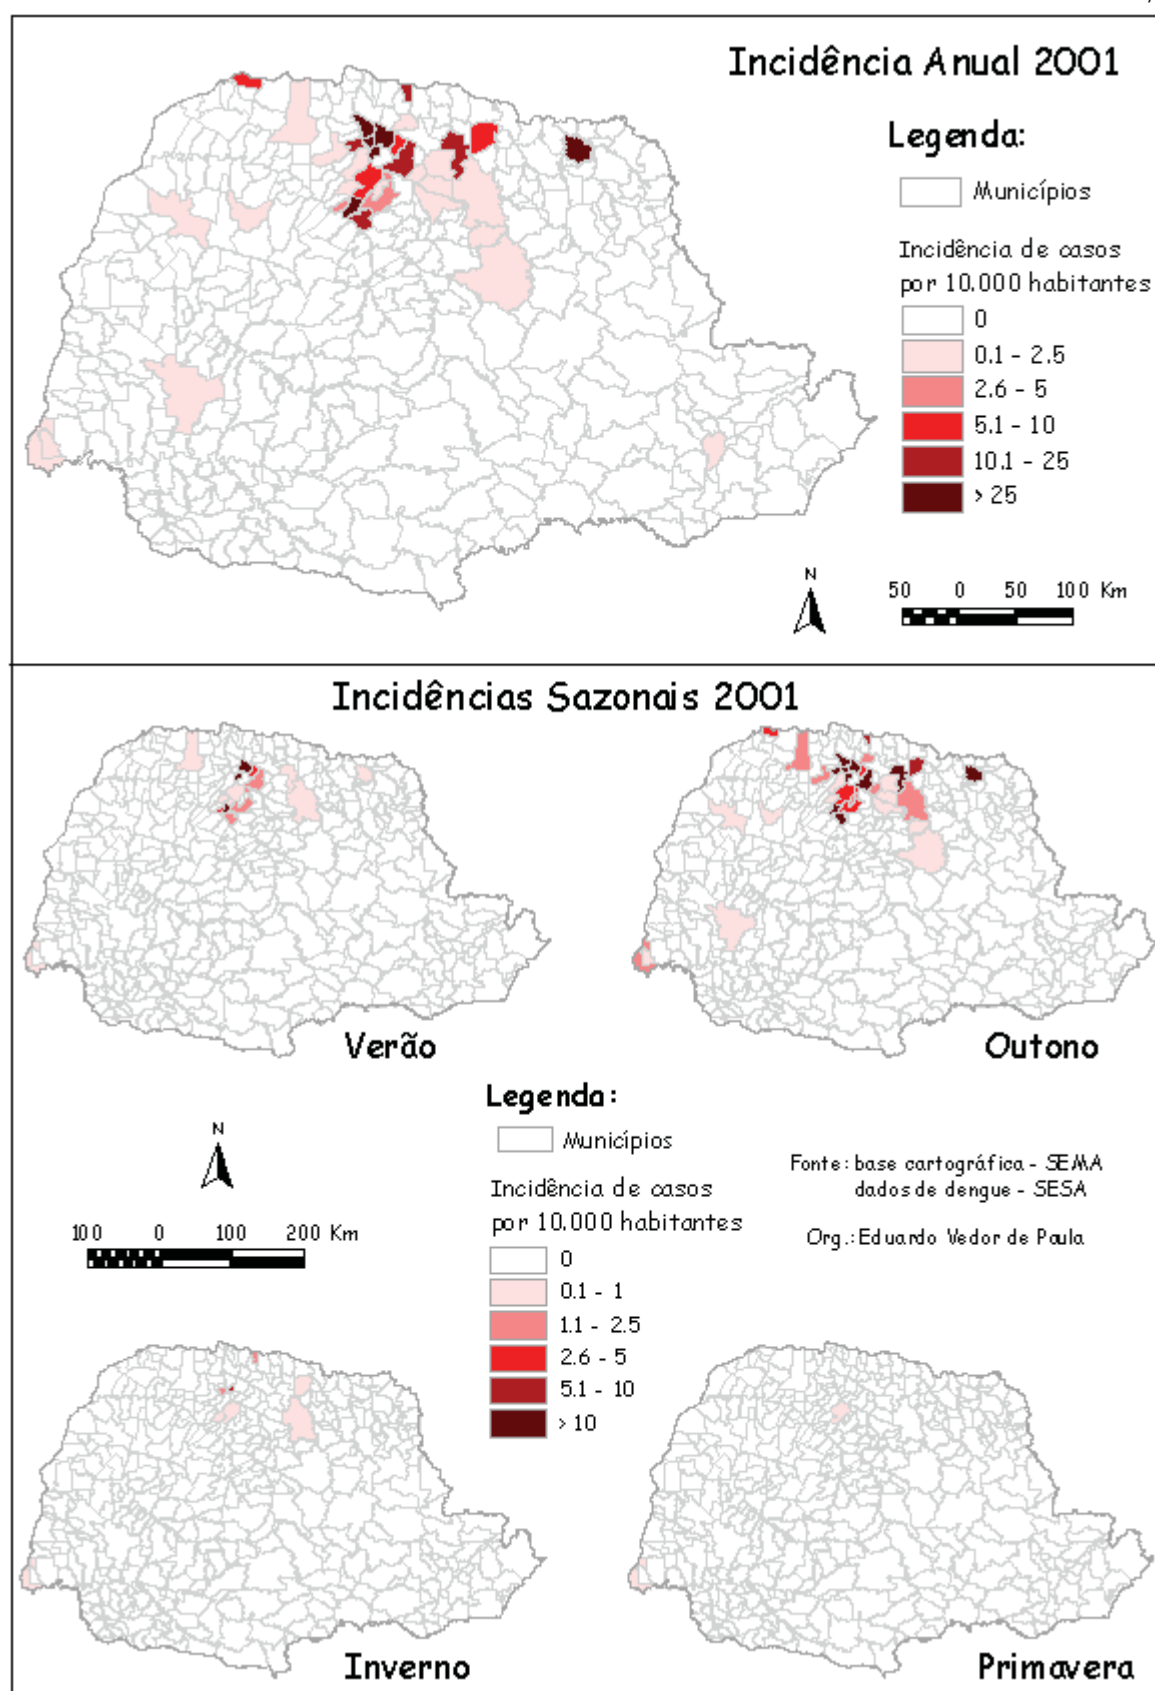 Incidência Anual 2001
Legenda:
Municípios
Incidência de casos
por 10.000 habitantes
0
0.1 - 2.5
2.6 - 5
5.1 - 10
10.1 - 25
> 25
N
50 0 50 100 Km
Incidências Sazonais 2001
Verão
Outono
Legenda:
Municípios
N
Fonte: base cartográfica - SEMA
dados de dengue - SESA
Incidência de casos
por 10.000 habitantes
Org.: Eduardo Vedor de Paula
100 0 100 200 Km
0
0.1 - 1
1.1 - 2.5
2.6 - 5
5.1 - 10
> 10
Inverno
Primavera